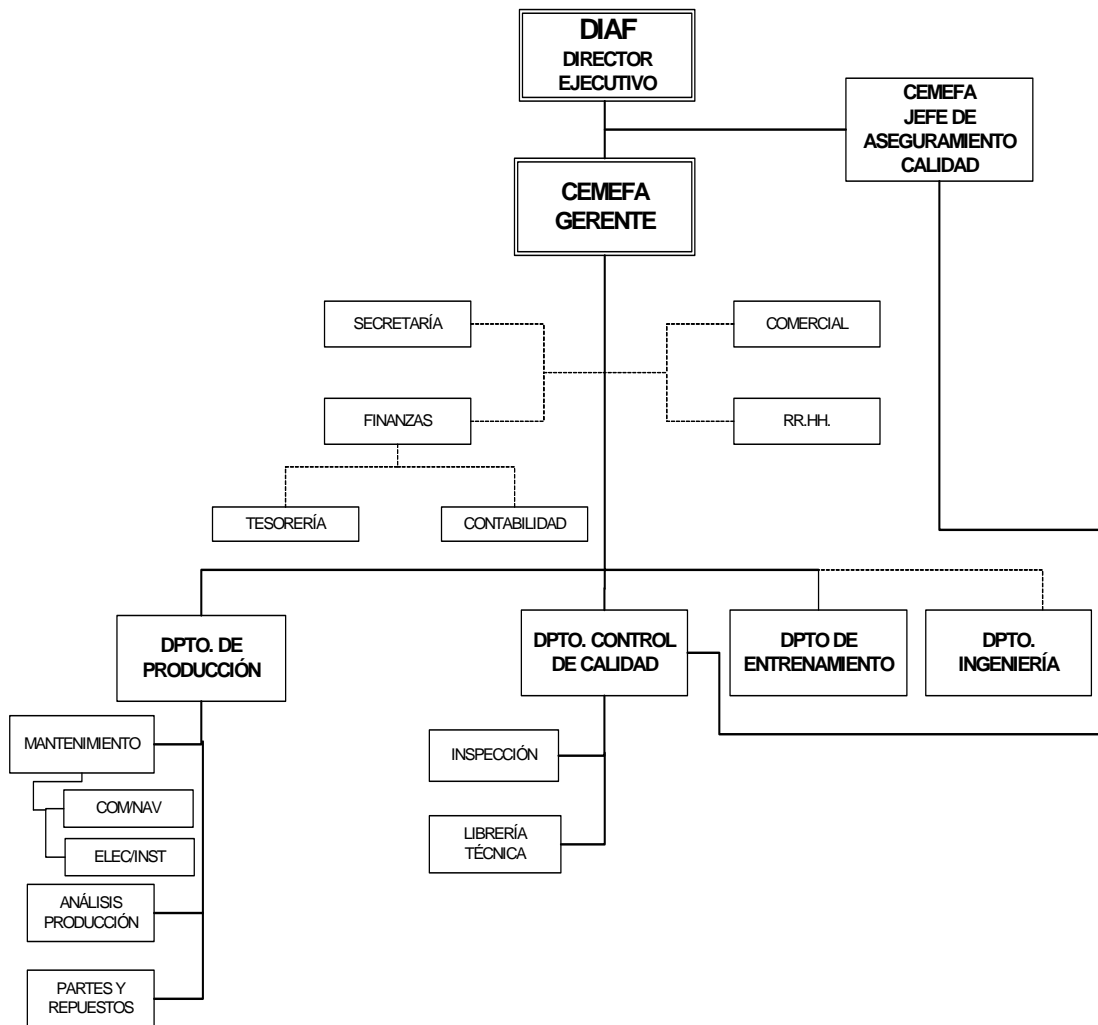 DIAF
DIRECTOR
EJECUTIVO
CEMEFA
JEFE DE
ASEGURAMIENTO
CALIDAD
CEMEFA
GERENTE
SECRETARÍA
COMERCIAL
FINANZAS
RR.HH.
TESORERÍA
CONTABILIDAD
DPTO. DE
PRODUCCIÓN
DPTO. CONTROL
DE CALIDAD
DPTO DE
ENTRENAMIENTO
DPTO.
INGENIERÍA
MANTENIMIENTO
COM/NAV
ELEC/INST
ANÁLISIS
PRODUCCIÓN
PARTES Y
REPUESTOS
INSPECCIÓN
LIBRERÍA
TÉCNICA